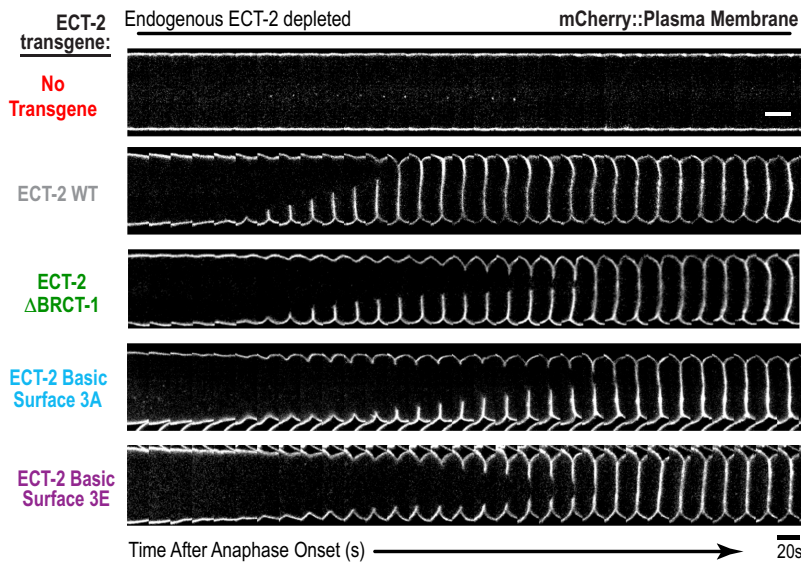 ECT-2
transgene:
Endogenous ECT-2 depleted
mCherry::Plasma Membrane
No
Transgene
ECT-2 WT
ECT-2
ΔBRCT-1
ECT-2 Basic
Surface 3A
ECT-2 Basic
Surface 3E
Time After Anaphase Onset (s)
20s